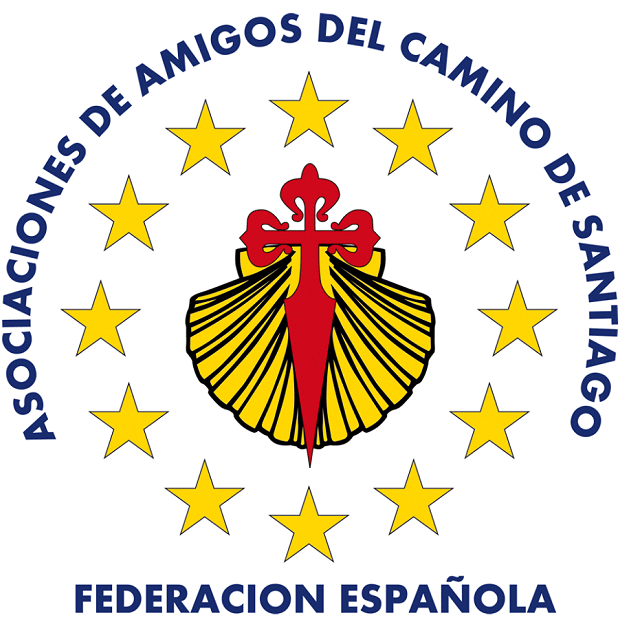 ASOCIACIONES DE AMIGOS DEL CAMINO DE SANTIAGO
FEDERACION ESPAÑOLA